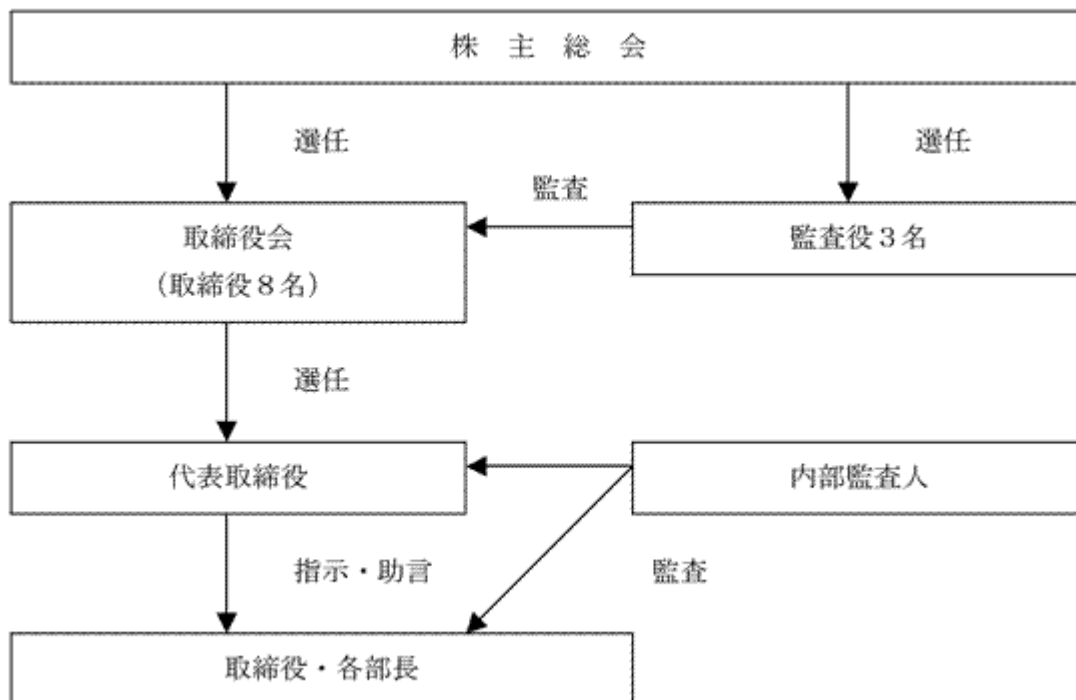 株 主 総 会
選任
選任
監査
取締役会
(取締役8名)
監査役3名
選任
代表取締役
内部監査人
指示・助言
監査
取締役・各部長